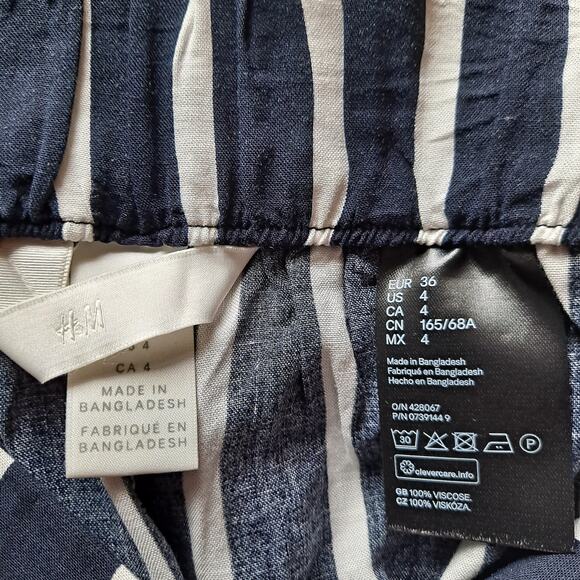 H&M
4
CA 4
MADE IN
BANGLADESH
FABRIQUÉ EN
BANGLADESH
EUR 36
US 4
CA 4
CN 165/68A
MX 4
Made in Bangladesh
Fabriqué en Bangladesh
Hecho en Bangladesh
O/N 428067
P/N 0739144 9
30
P
clevercare.info
GB 100% VISCOSE.
CZ 100% VISKÓZA.